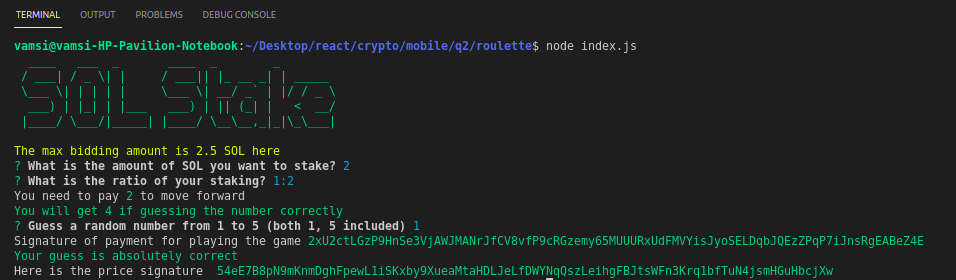 TERMINAL OUTPUT PROBLEMS DEBUG CONSOLE
vamsi@vamsi-HP-Pavilion-Notebook:~/Desktop/react/crypto/mobile/q2/roulette$ node index.js
SOL Stake
The max bidding amount is 2.5 SOL here
? What is the amount of SOL you want to stake? 2
? What is the ratio of your staking? 1:2
You need to pay 2 to move forward
You will get 4 if guessing the number correctly
? Guess a random number from 1 to 5 (both 1, 5 included) 1
Signature of payment for playing the game 2xU2ctLGzP9HnSe3VjAWJMANrJfCV8vfP9cRGzemy65MUUURxUdFMVYisJyoSELDqbJQEzZPqP7iJnsRgEABeZ4E
Your guess is absolutely correct
Here is the price signature 54eE7B8pN9mKnmDghFpewL1iSKxby9XueaMtaHDLJeLfDWYNqQszLeihgFBJtsWFn3Krq1bfTuN4jsmHGuHbcjXw